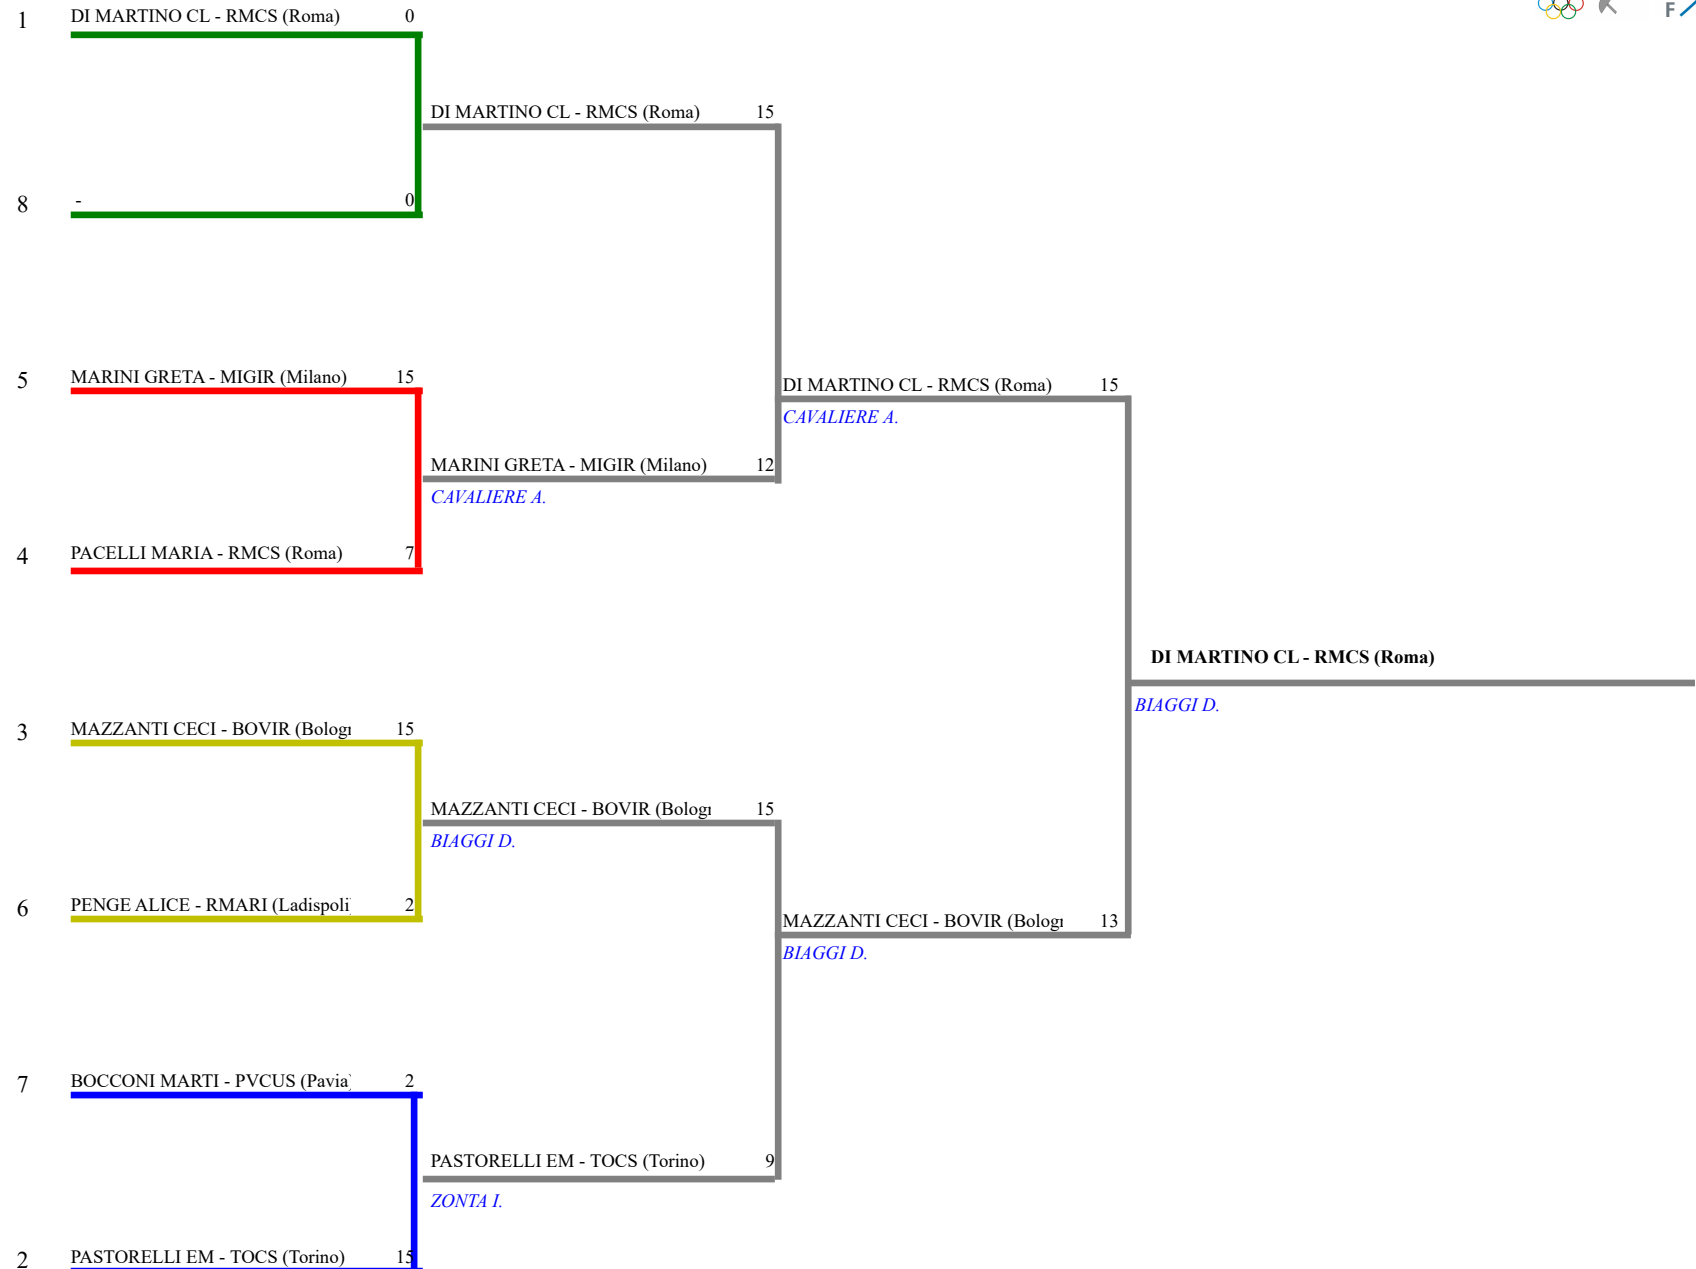 F
1 DI MARTINO CL - RMCS (Roma) 0
DI MARTINO CL - RMCS (Roma) 15
8 - 0
5 MARINI GRETA - MIGIR (Milano) 15
DI MARTINO CL - RMCS (Roma) 15
CAVALIERE A.
MARINI GRETA - MIGIR (Milano) 12
CAVALIERE A.
4 PACELLI MARIA - RMCS (Roma) 7
DI MARTINO CL - RMCS (Roma)
BIAGGI D.
3 MAZZANTI CECI - BOVIR (Bologn 15
MAZZANTI CECI - BOVIR (Bologn 15
BIAGGI D.
6 PENGE ALICE - RMARI (Ladispoli 2
MAZZANTI CECI - BOVIR (Bologn 13
BIAGGI D.
7 BOCCONI MARTI - PVCUS (Pavia) 2
PASTORELLI EM - TOCS (Torino) 9
ZONTA I.
2 PASTORELLI EM - TOCS (Torino) 15